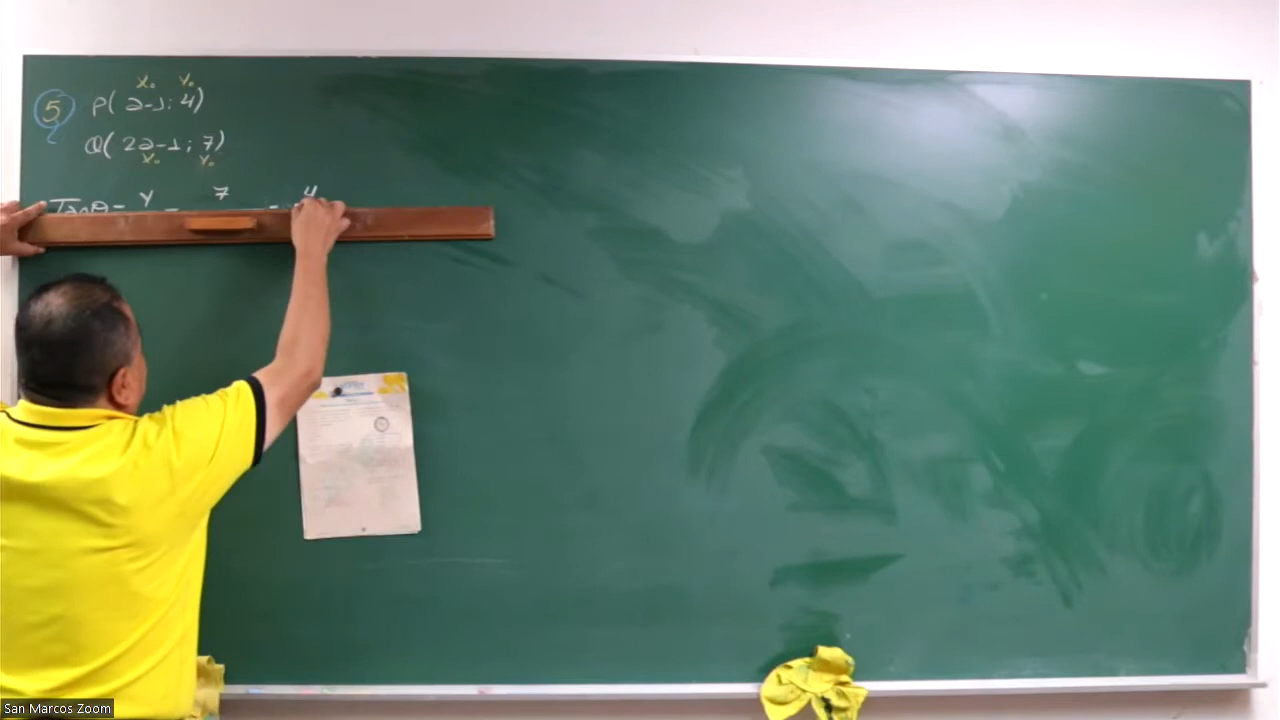 X₀ Y₀
5 P( a-1; 4)
Q( 2a-1; 7)
X₀ Y₀
Tanθ = Y = 7 = 4
San Marcos Zoom